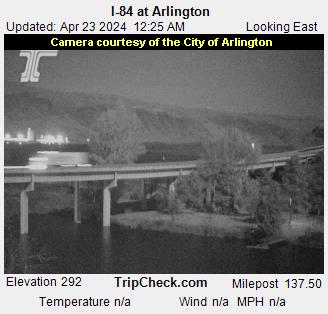 I-84 at Arlington
Updated: Apr 23 2024 12:25 AM Looking East
Camera courtesy of the City of Arlington
Elevation 292 TripCheck.com Milepost 137.50
Temperature n/a Wind n/a MPH n/a